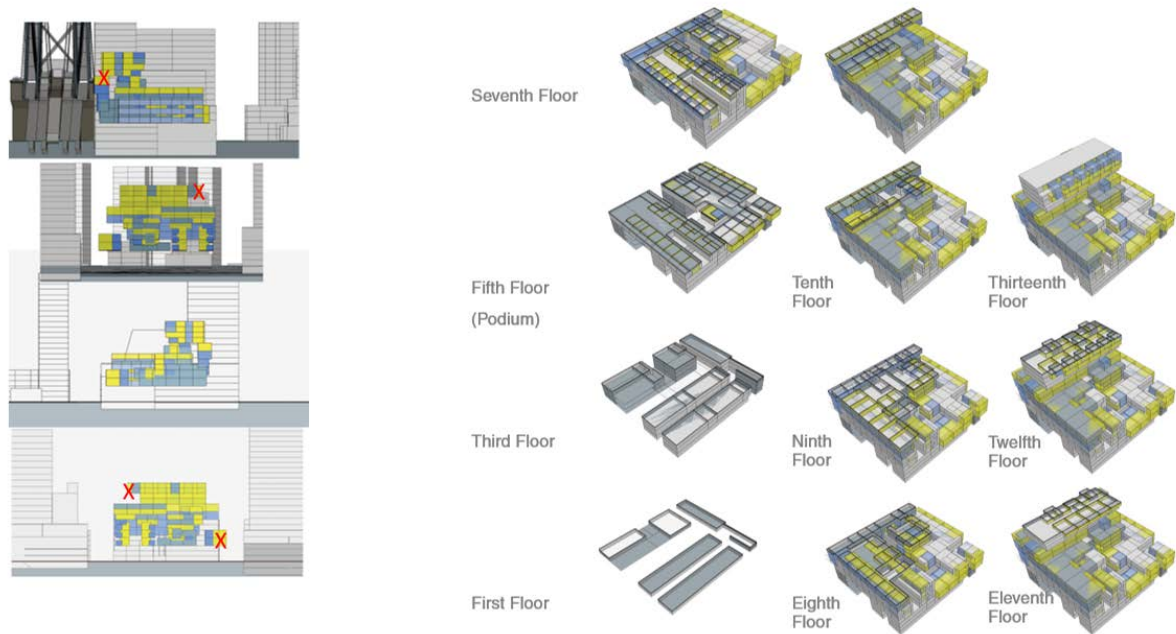 X
X
X
X
Seventh Floor
Fifth Floor
(Podium)
Tenth
Floor
Thirteenth
Floor
Third Floor
Ninth
Floor
Twelfth
Floor
First Floor
Eighth
Floor
Eleventh
Floor